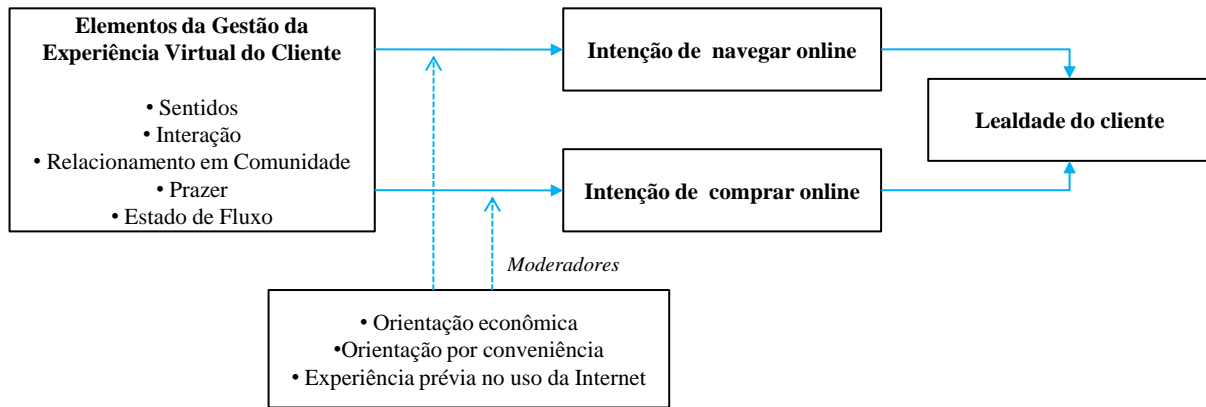 Elementos da Gestão da
Experiência Virtual do Cliente
• Sentidos
• Interação
• Relacionamento em Comunidade
• Prazer
• Estado de Fluxo
Intenção de navegar online
Intenção de comprar online
Lealdade do cliente
Moderadores
• Orientação econômica
•Orientação por conveniência
• Experiência prévia no uso da Internet